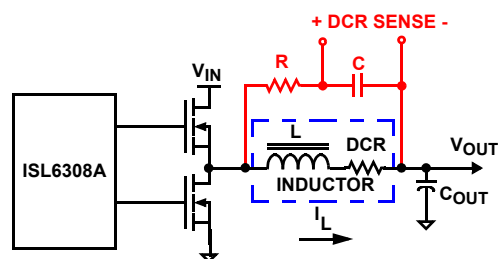 + DCR SENSE -
R
C
VIN
L
DCR
VOUT
ISL6308A
INDUCTOR
COUT
IL